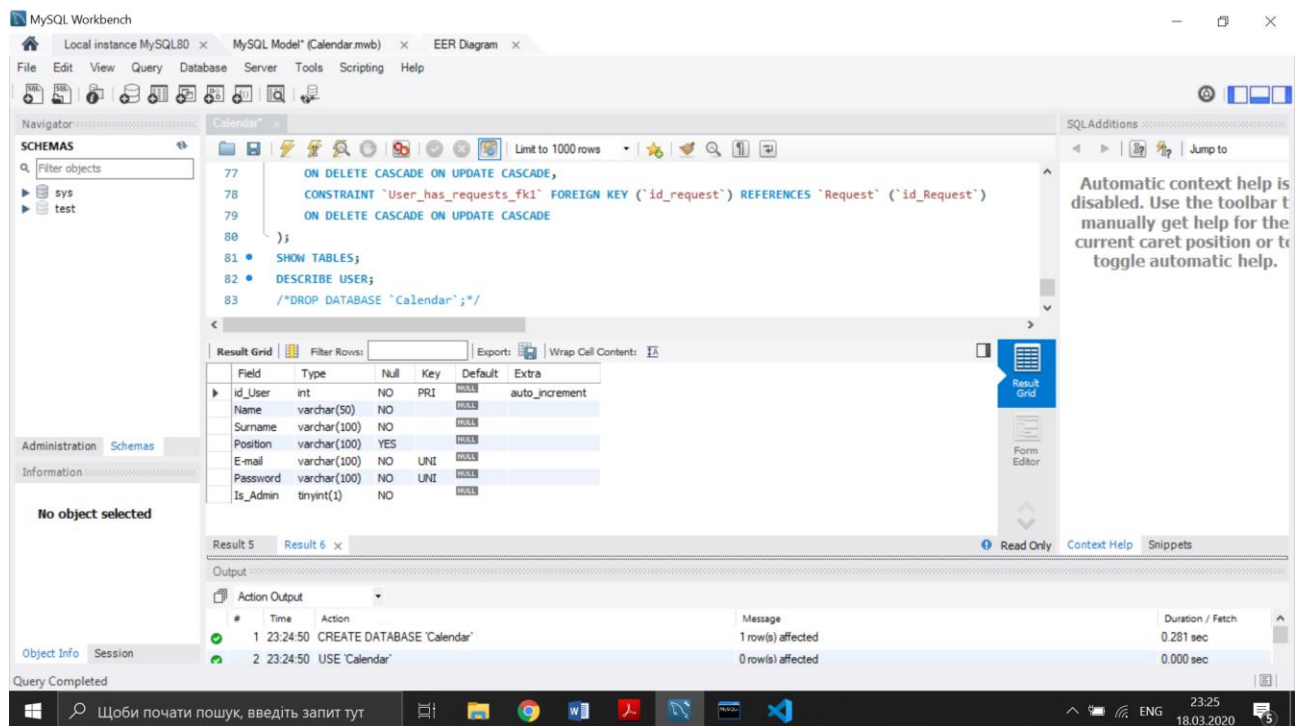 MySQL Workbench
Local instance MySQL80 MySQL Model* (Calendar.mwb) EER Diagram
File Edit View Query Database Server Tools Scripting Help
Navigator
SCHEMAS
Filter objects
sys
test
Administration Schemas
Information
No object selected
Object Info Session
Calendar*
Limit to 1000 rows
77 ON DELETE CASCADE ON UPDATE CASCADE,
78 CONSTRAINT `User_has_requests_fk1` FOREIGN KEY (`id_request`) REFERENCES `Request` (`id_Request`)
79 ON DELETE CASCADE ON UPDATE CASCADE
80 );
81 SHOW TABLES;
82 DESCRIBE USER;
83 /*DROP DATABASE `Calendar`;*/
Result Grid Filter Rows: Export: Wrap Cell Content:
Field Type Null Key Default Extra
id_User int NO PRI NULL auto_increment
Name varchar(50) NO NULL
Surname varchar(100) NO NULL
Position varchar(100) YES NULL
E-mail varchar(100) NO UNI NULL
Password varchar(100) NO UNI NULL
Is_Admin tinyint(1) NO NULL
Result Grid
Form Editor
Result 5 Result 6 Read Only
SQLAdditions
Jump to
Automatic context help is
disabled. Use the toolbar t
manually get help for the
current caret position or to
toggle automatic help.
Context Help Snippets
Output
Action Output
# Time Action Message Duration / Fetch
1 23:24:50 CREATE DATABASE `Calendar` 1 row(s) affected 0.281 sec
2 23:24:50 USE `Calendar` 0 row(s) affected 0.000 sec
Query Completed
Щоби почати пошук, введіть запит тут
ENG
23:25
18.03.2020
5